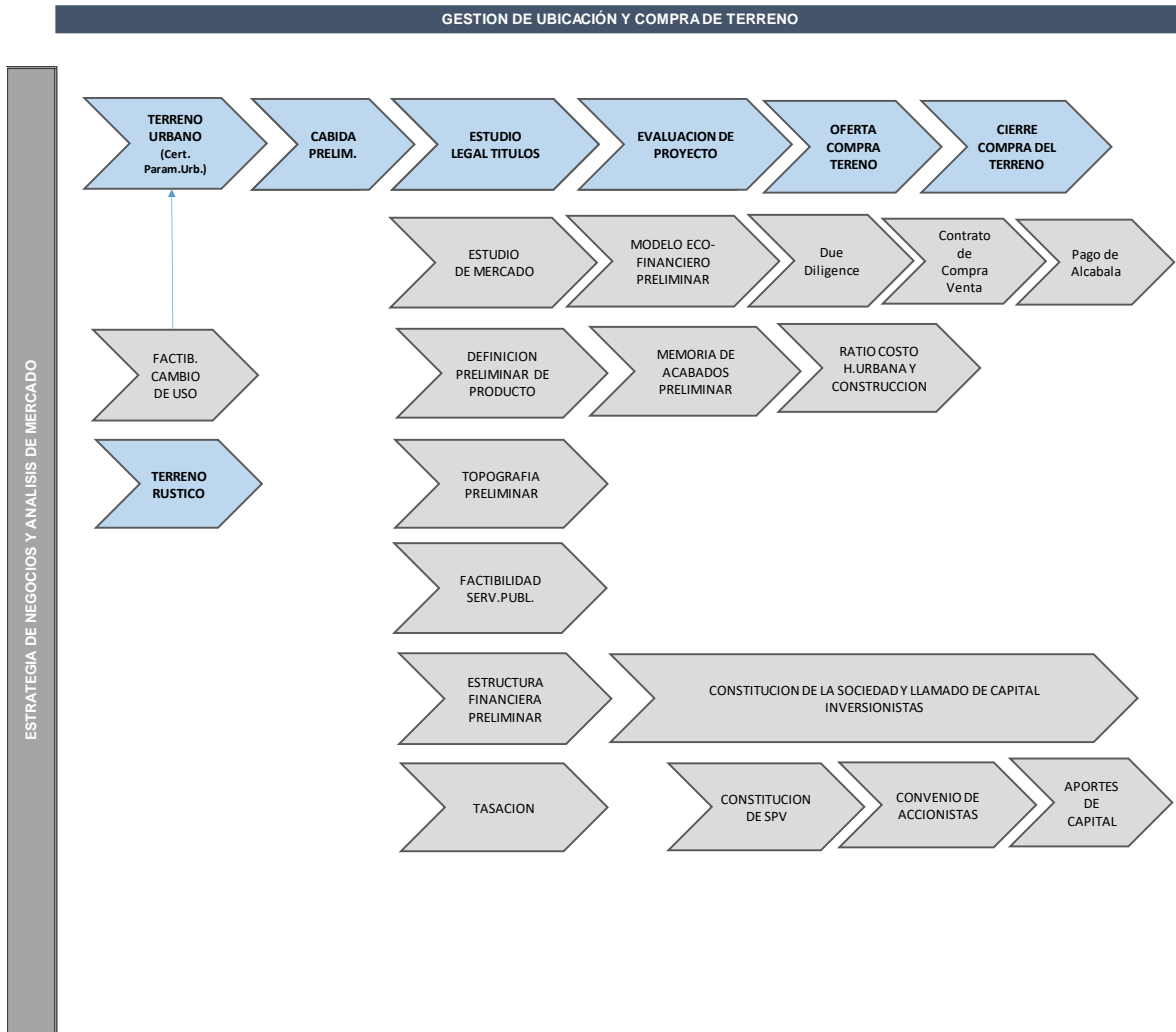 GESTION DE UBICACIÓN Y COMPRA DE TERRENO
ESTRATEGIA DE NEGOCIOS Y ANALISIS DE MERCADO
TERRENO
URBANO
(Cert.
Param.Urb.)
CABIDA
PRELIM.
ESTUDIO
LEGAL TITULOS
EVALUACION DE
PROYECTO
OFERTA
COMPRA
TERENO
CIERRE
COMPRA DEL
TERRENO
ESTUDIO
DE MERCADO
MODELO ECO-
FINANCIERO
PRELIMINAR
Due
Diligence
Contrato
de
Compra
Venta
Pago de
Alcabala
FACTIB.
CAMBIO
DE USO
DEFINICION
PRELIMINAR DE
PRODUCTO
MEMORIA DE
ACABADOS
PRELIMINAR
RATIO COSTO
H.URBANA Y
CONSTRUCCION
TERRENO
RUSTICO
TOPOGRAFIA
PRELIMINAR
FACTIBILIDAD
SERV.PUBL.
ESTRUCTURA
FINANCIERA
PRELIMINAR
CONSTITUCION DE LA SOCIEDAD Y LLAMADO DE CAPITAL
INVERSIONISTAS
TASACION
CONSTITUCION
DE SPV
CONVENIO DE
ACCIONISTAS
APORTES
DE
CAPITAL